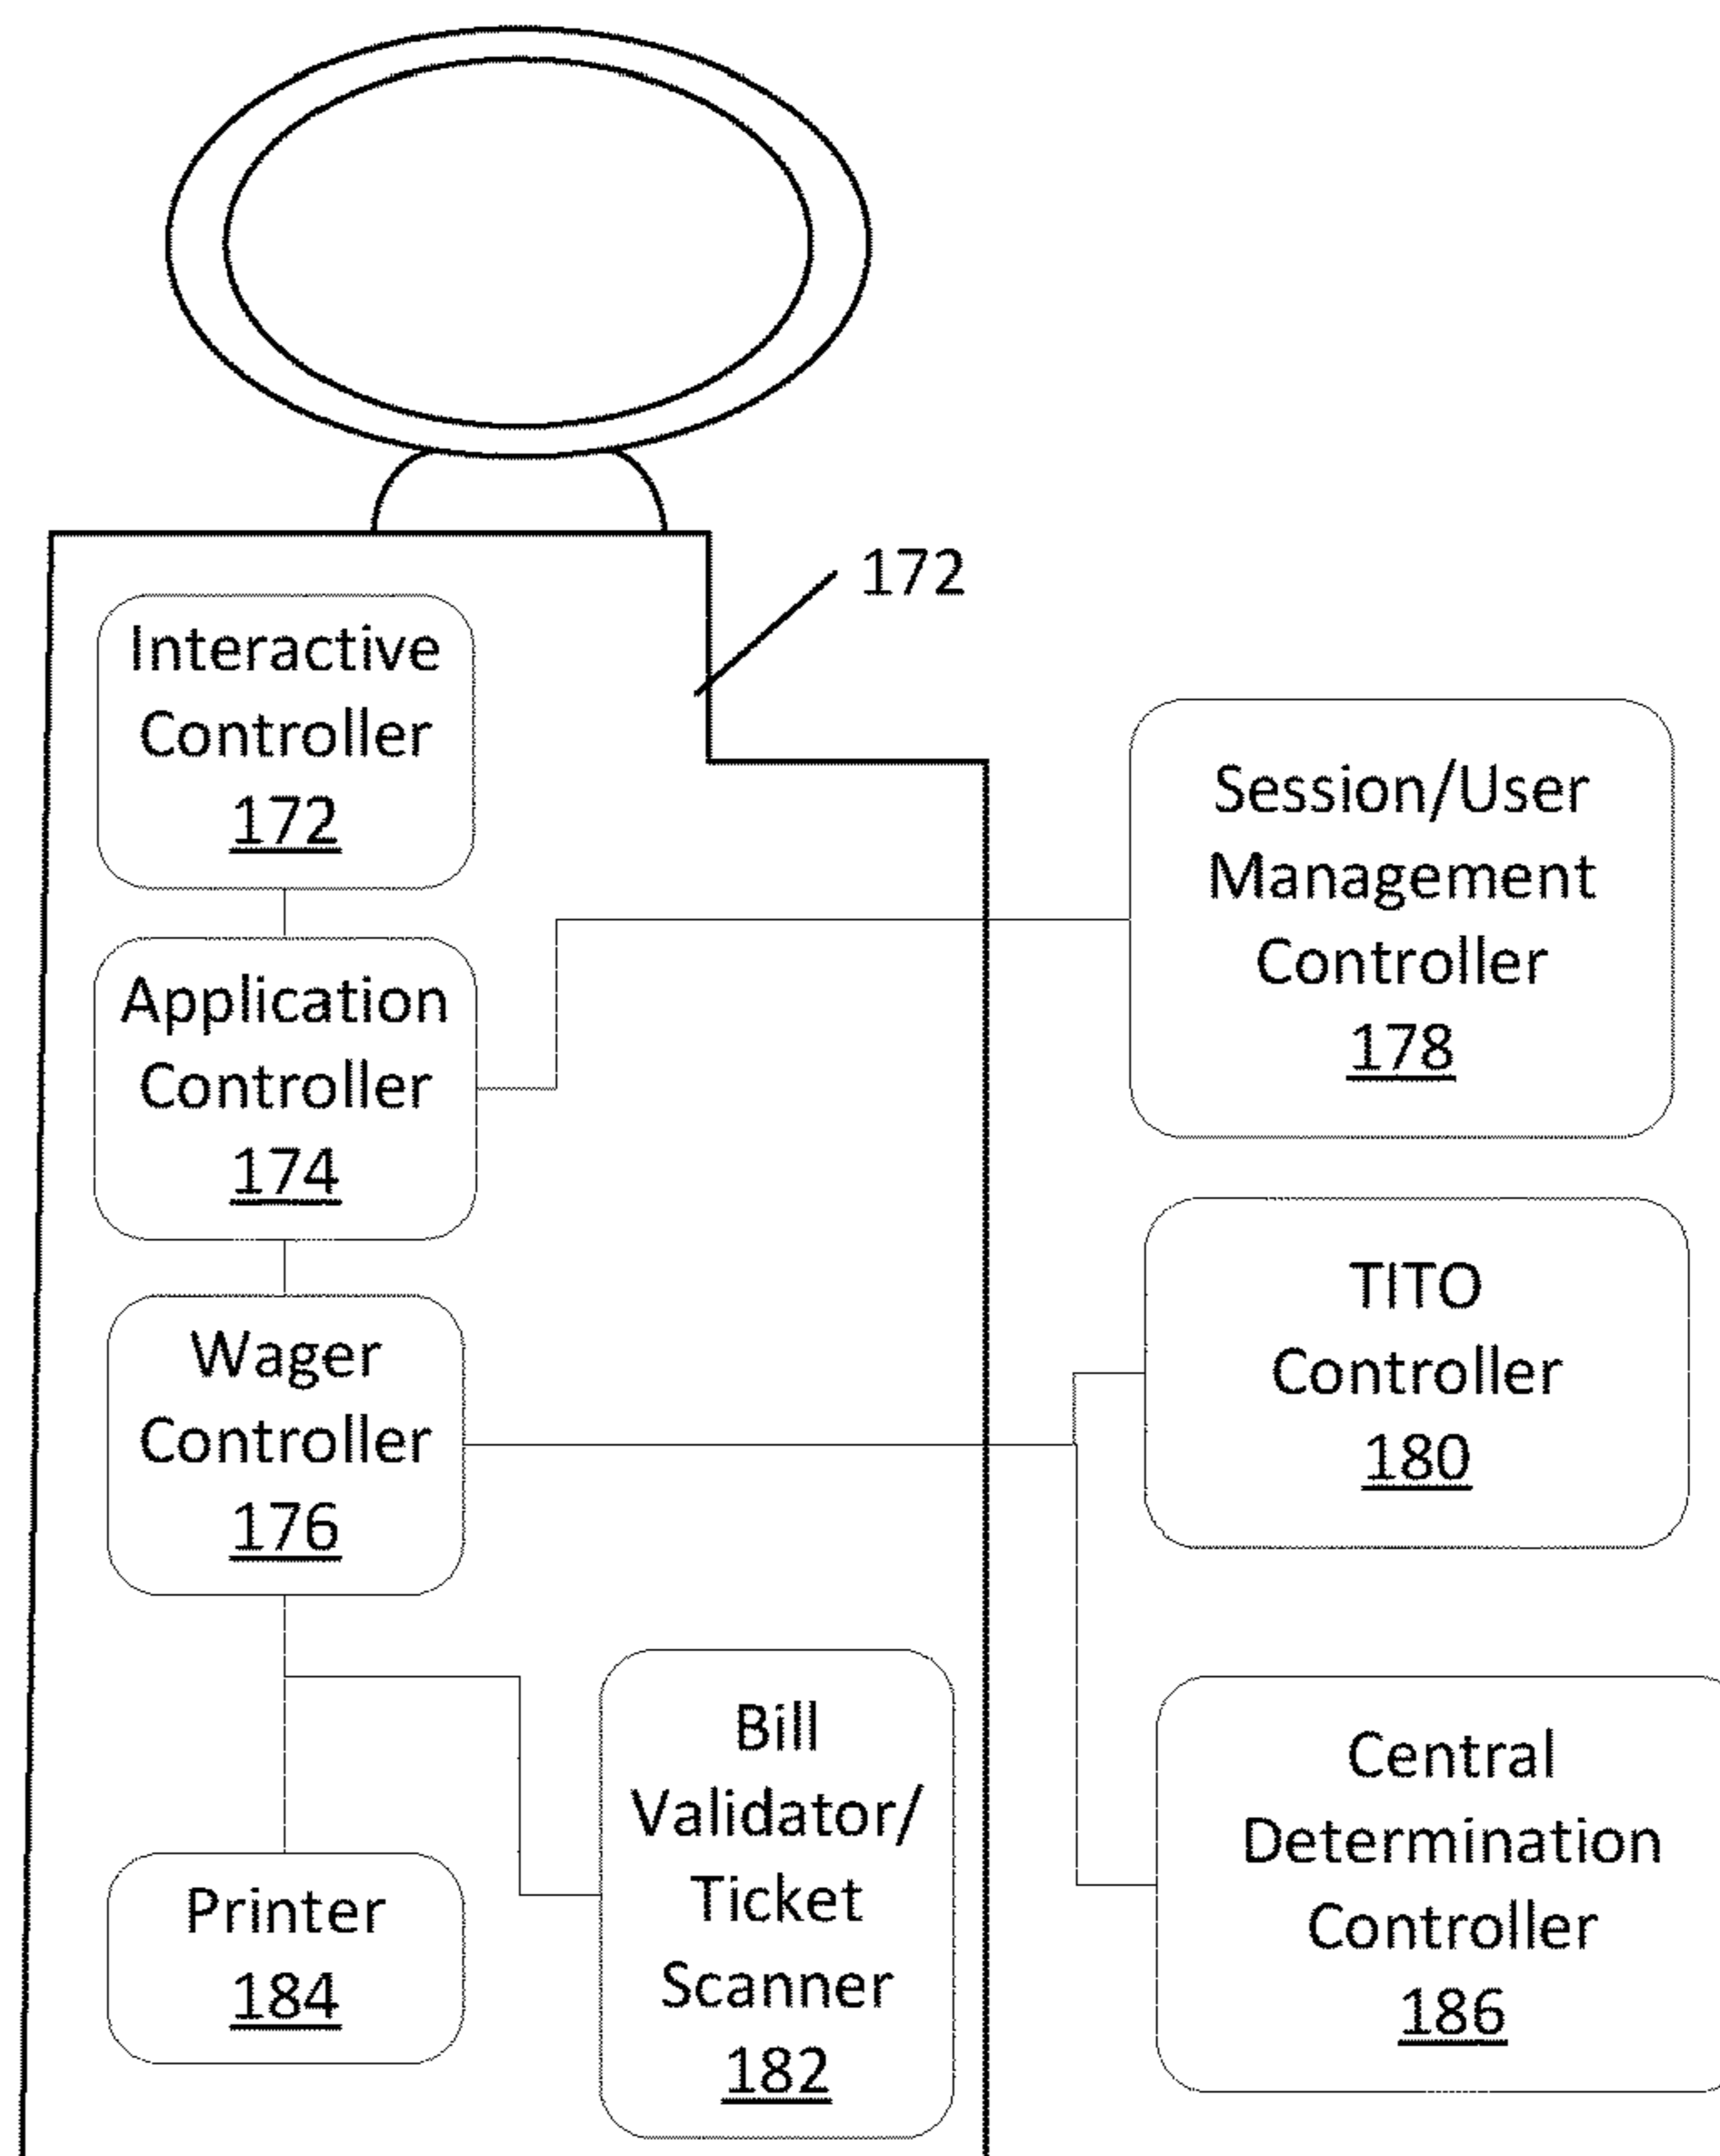 172
Interactive
Controller
172
Application
Controller
174
Wager
Controller
176
Printer
184
Bill
Validator/
Ticket
Scanner
182
Session/User
Management
Controller
178
TITO
Controller
180
Central
Determination
Controller
186